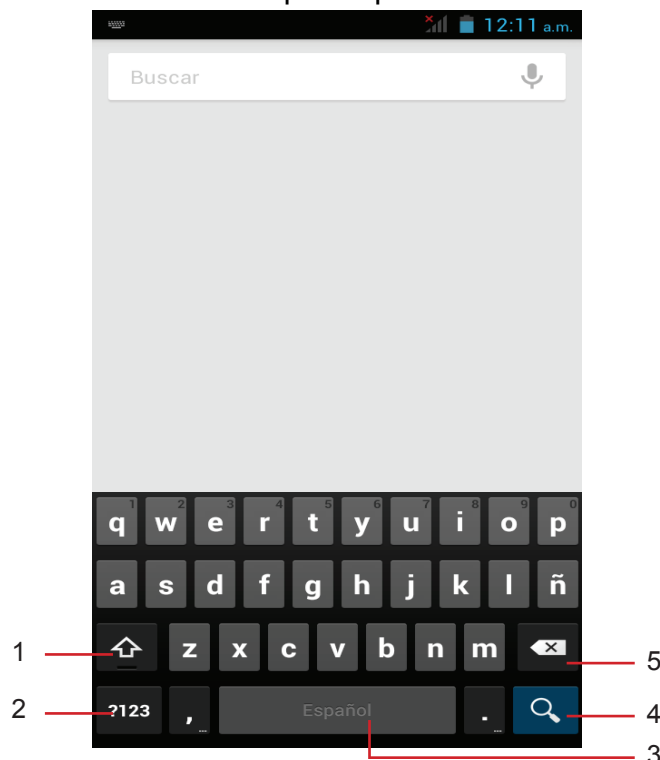 12:11 a.m.
Buscar
1 2 3 4 5 6 7 8 9 0
q w e r t y u i o p
a s d f g h j k l ñ
1
z x c v b n m
5
2
?123 , ... Español . ...
4
3